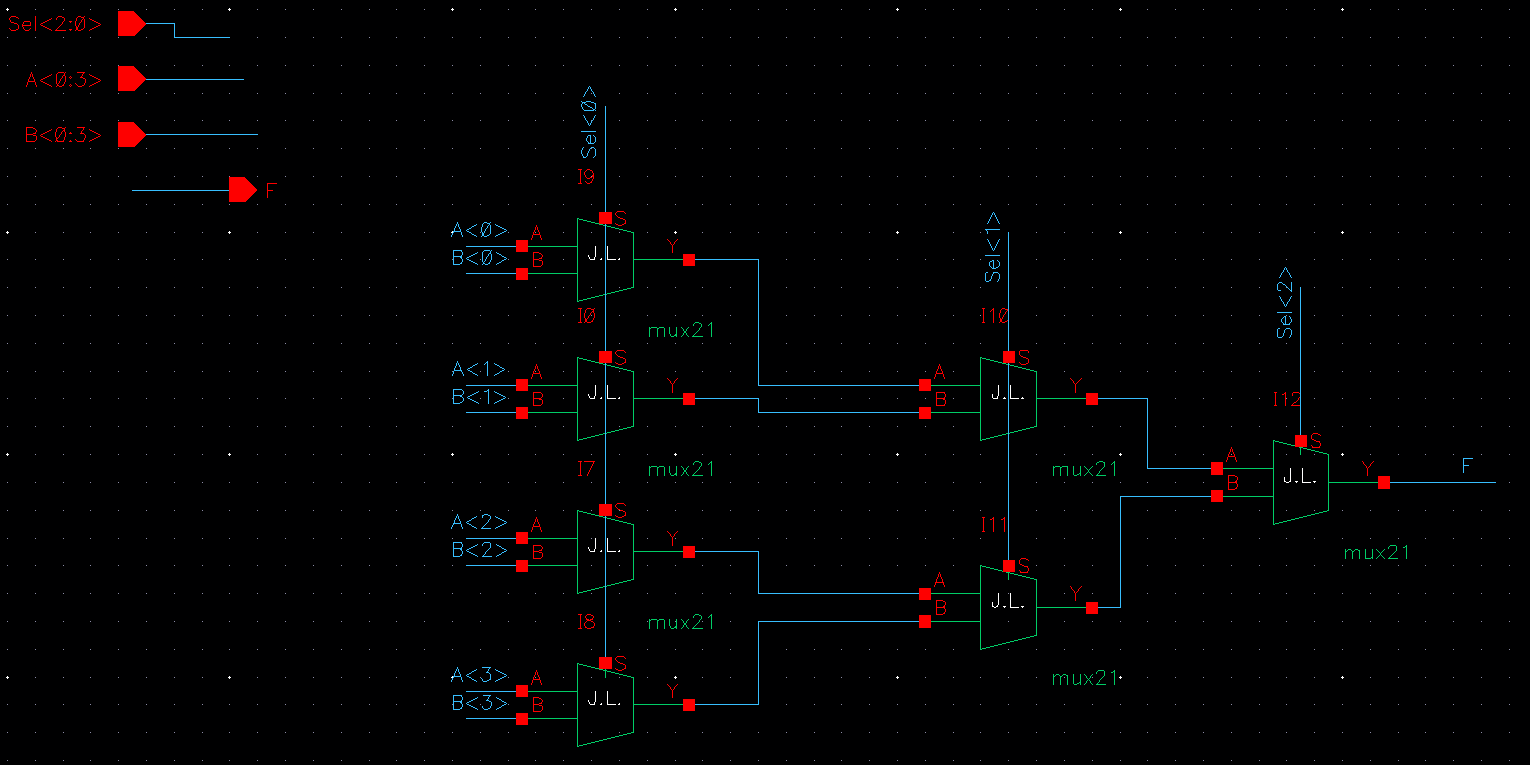 Sel<2:0>
A<0:3>
B<0:3>
F
Sel<0>
I9
S
A<0>
A
B<0>
B
J.L.
Y
mux21
I0
S
A<1>
A
B<1>
B
J.L.
Y
mux21
I7
S
A<2>
A
B<2>
B
J.L.
Y
mux21
I8
S
A<3>
A
B<3>
B
J.L.
Y
Sel<1>
I10
S
A
B
J.L.
Y
mux21
I11
S
A
B
J.L.
Y
mux21
Sel<2>
I12
S
A
B
J.L.
Y
F
mux21